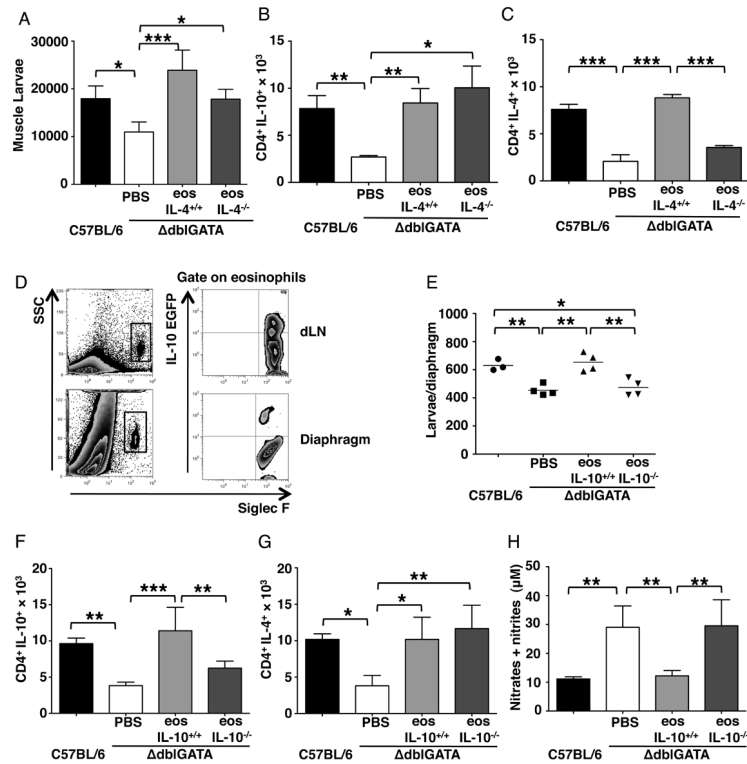 A
Muscle Larvae
30000
20000
10000
0
*
***
*
PBS
eos
IL-4+/+
eos
IL-4-/-
C57BL/6
ΔdblGATA
B
CD4+ IL-10+ × 10³
15
10
5
0
**
**
*
PBS
eos
IL-4+/+
eos
IL-4-/-
C57BL/6
ΔdblGATA
C
CD4+ IL-4+ × 10³
15
10
5
0
***
***
***
PBS
eos
IL-4+/+
eos
IL-4-/-
C57BL/6
ΔdblGATA
D
Gate on eosinophils
SSC
IL-10 EGFP
dLN
Diaphragm
Siglec F
E
Larvae/diaphragm
1000
800
600
400
200
0
*
**
**
**
PBS
eos
IL-10+/+
eos
IL-10-/-
C57BL/6
ΔdblGATA
F
CD4+ IL-10+ × 10³
20
15
10
5
0
**
***
**
PBS
eos
IL-10+/+
eos
IL-10-/-
C57BL/6
ΔdblGATA
G
CD4+ IL-4+ × 10³
20
15
10
5
0
*
*
**
PBS
eos
IL-10+/+
eos
IL-10-/-
C57BL/6
ΔdblGATA
H
Nitrates + nitrites (µM)
50
40
30
20
10
0
**
**
**
PBS
eos
IL-10+/+
eos
IL-10-/-
C57BL/6
ΔdblGATA